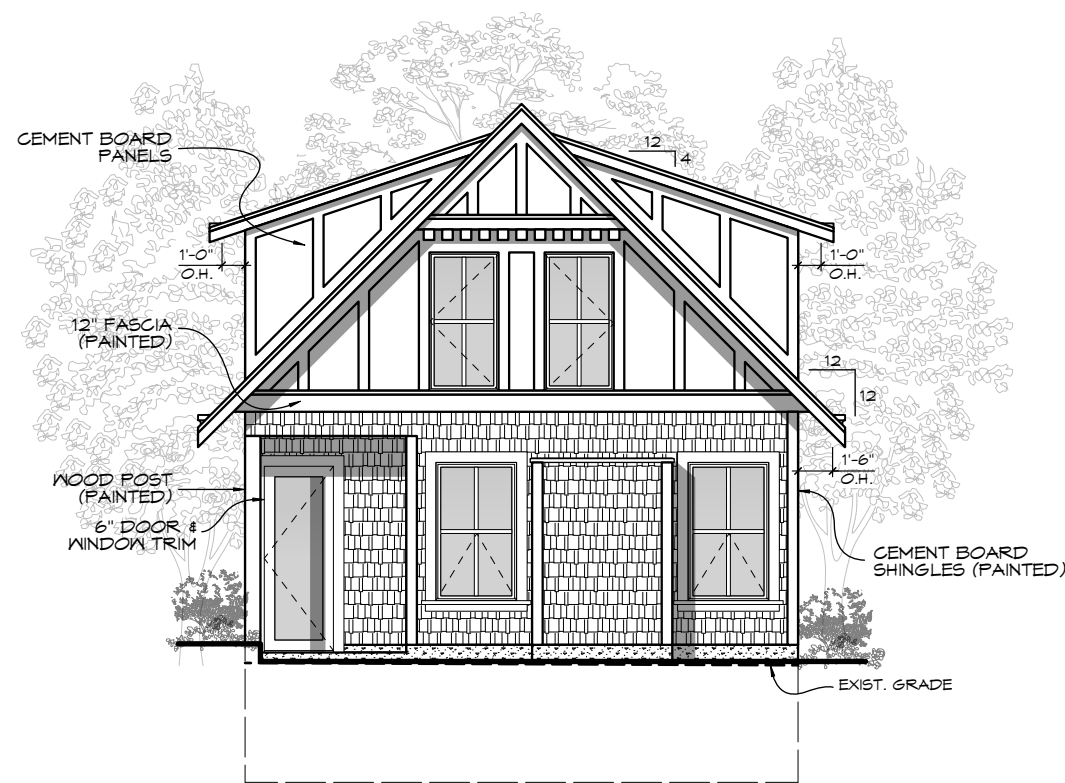 CEMENT BOARD
PANELS
12
4
1'-0"
O.H.
1'-0"
O.H.
12" FASCIA
(PAINTED)
12
12
1'-6"
O.H.
WOOD POST
(PAINTED)
6" DOOR &
WINDOW TRIM
CEMENT BOARD
SHINGLES (PAINTED)
EXIST. GRADE